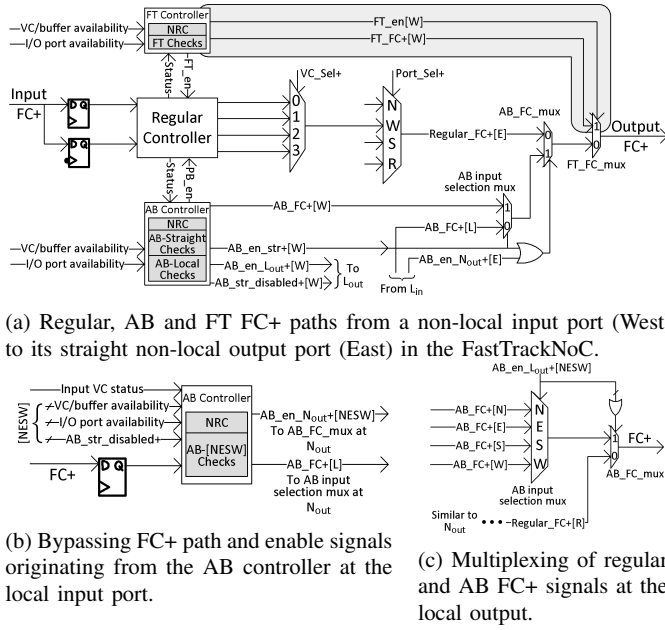 FT Controller
VC/buffer availability
NRC
I/O port availability
FT Checks
FT_en[W]
FT_FC+[W]
Status
FT_en
VC_Sel+
Port_Sel+
Input
FC+
D Q
D Q
Regular
Controller
0
1
2
3
N
W
S
R
Regular_FC+[E]
AB_FC_mux
0
1
1
0
Output
FC+
FT_FC_mux
Status
PB_en
AB input
selection mux
AB Controller
NRC
AB-Straight
Checks
AB-Local
Checks
VC/buffer availability
I/O port availability
AB_FC+[W]
1
0
AB_FC+[L]
AB_en_str+[W]
AB_en_Lout+[W]
AB_str_disabled+[W]
To
Lout
AB_en_Nout+[E]
From Lin
(a) Regular, AB and FT FC+ paths from a non-local input port (West)
to its straight non-local output port (East) in the FastTrackNoC.
Input VC status
[NESW]
VC/buffer availability
I/O port availability
AB_str_disabled+
FC+
D Q
AB Controller
NRC
AB-[NESW]
Checks
AB_en_Nout+[NESW]
To AB_FC_mux at
Nout
AB_FC+[L]
To AB input
selection mux at
Nout
(b) Bypassing FC+ path and enable signals
originating from the AB controller at the
local input port.
AB_en_Lout+[NESW]
AB_FC+[N]
AB_FC+[E]
AB_FC+[S]
AB_FC+[W]
N
E
S
W
AB input
selection mux
1
0
FC+
AB_FC_mux
Similar to
Nout
Regular_FC+[R]
(c) Multiplexing of regular
and AB FC+ signals at the
local output.